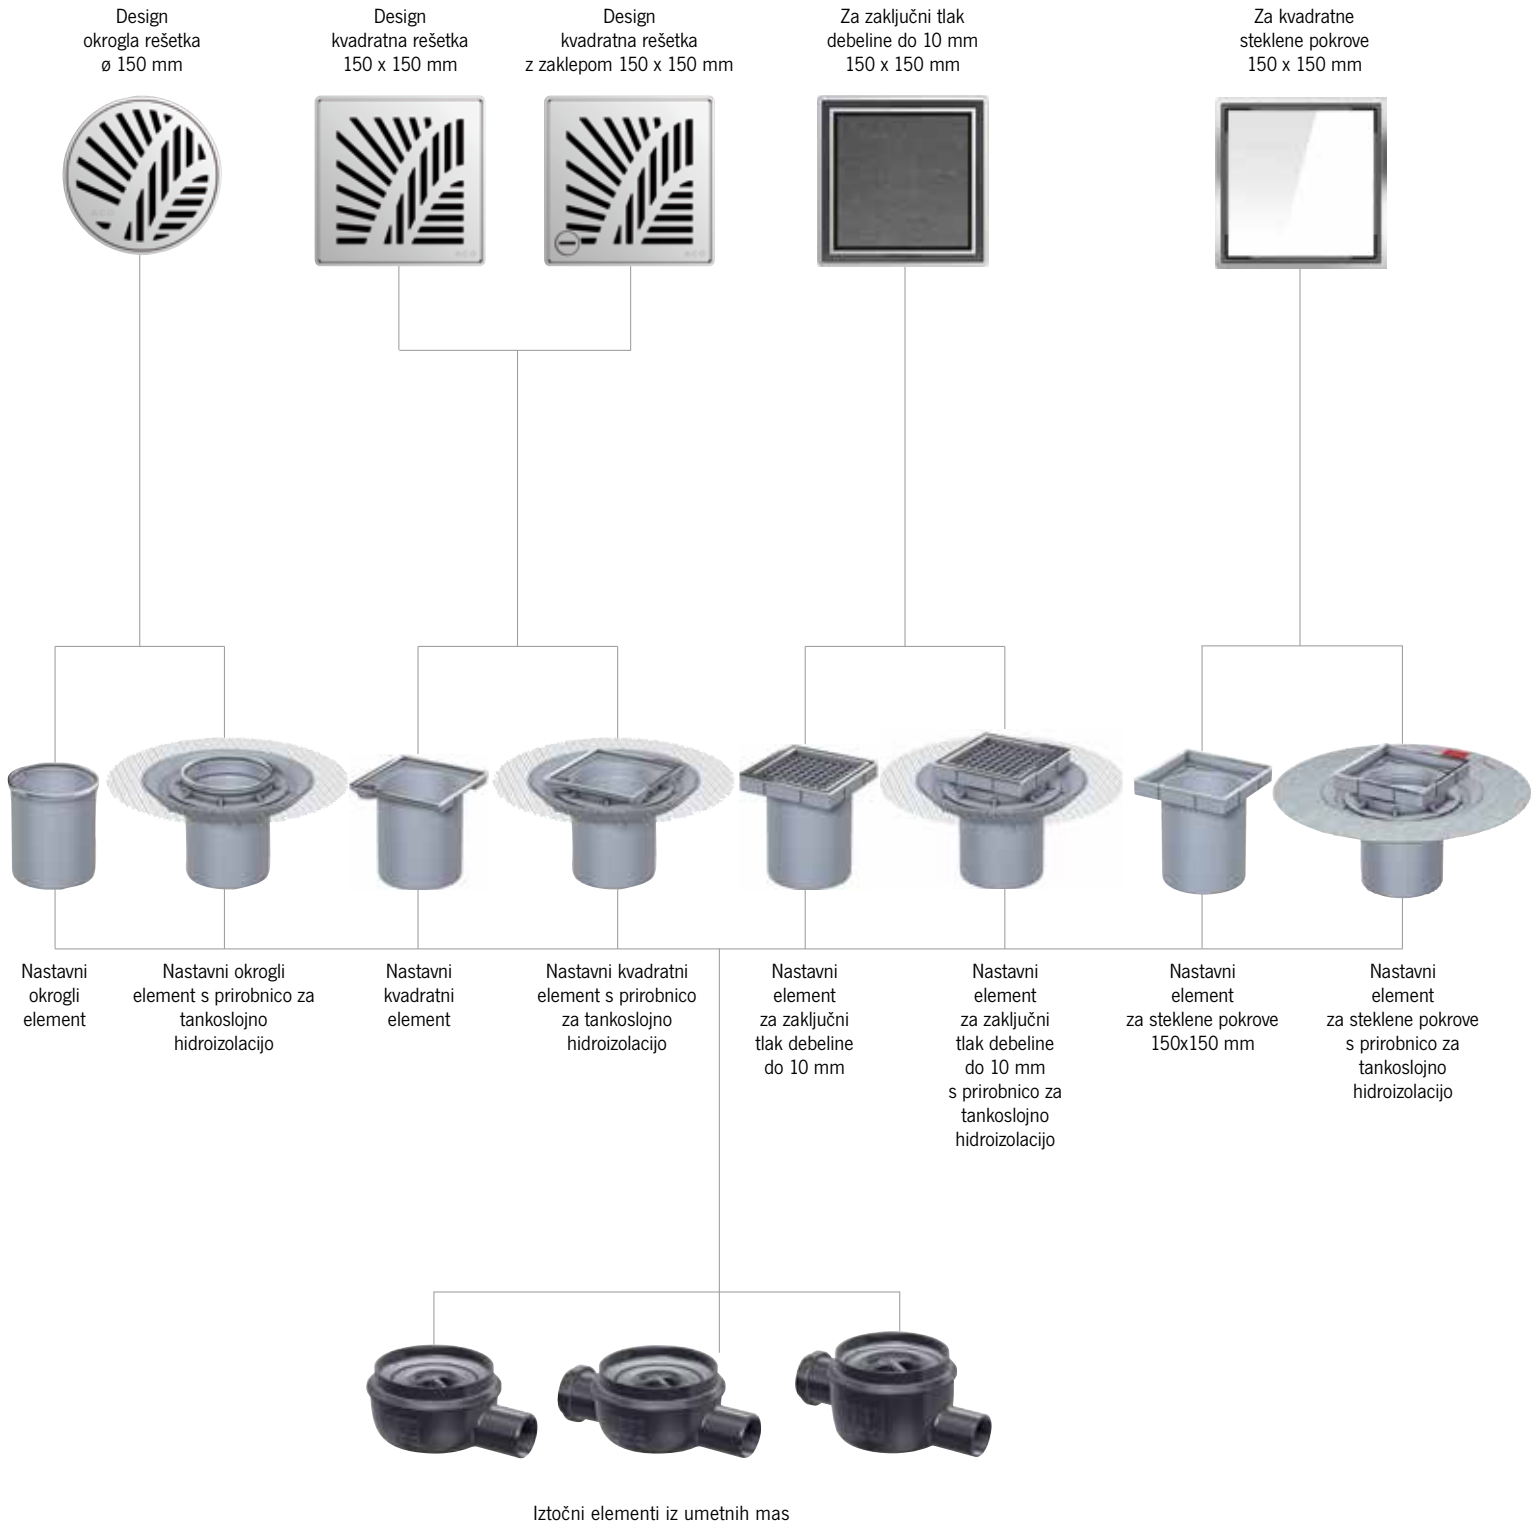 Design
okrogla rešetka
ø 150 mm
Design
kvadratna rešetka
150 x 150 mm
Design
kvadratna rešetka
z zaklepom 150 x 150 mm
Za zaključni tlak
debeline do 10 mm
150 x 150 mm
Za kvadratne
steklene pokrove
150 x 150 mm
ACO
ACO
ACO
Nastavni
okrogli
element
Nastavni okrogli
element s prirobnico za
tankoslojno
hidroizolacijo
Nastavni
kvadratni
element
Nastavni kvadratni
element s prirobnico
za tankoslojno
hidroizolacijo
Nastavni
element
za zaključni
tlak debeline
do 10 mm
Nastavni
element
za zaključni
tlak debeline
do 10 mm
s prirobnico za
tankoslojno
hidroizolacijo
Nastavni
element
za steklene pokrove
150x150 mm
Nastavni
element
za steklene pokrove
s prirobnico za
tankoslojno
hidroizolacijo
Iztočni elementi iz umetnih mas